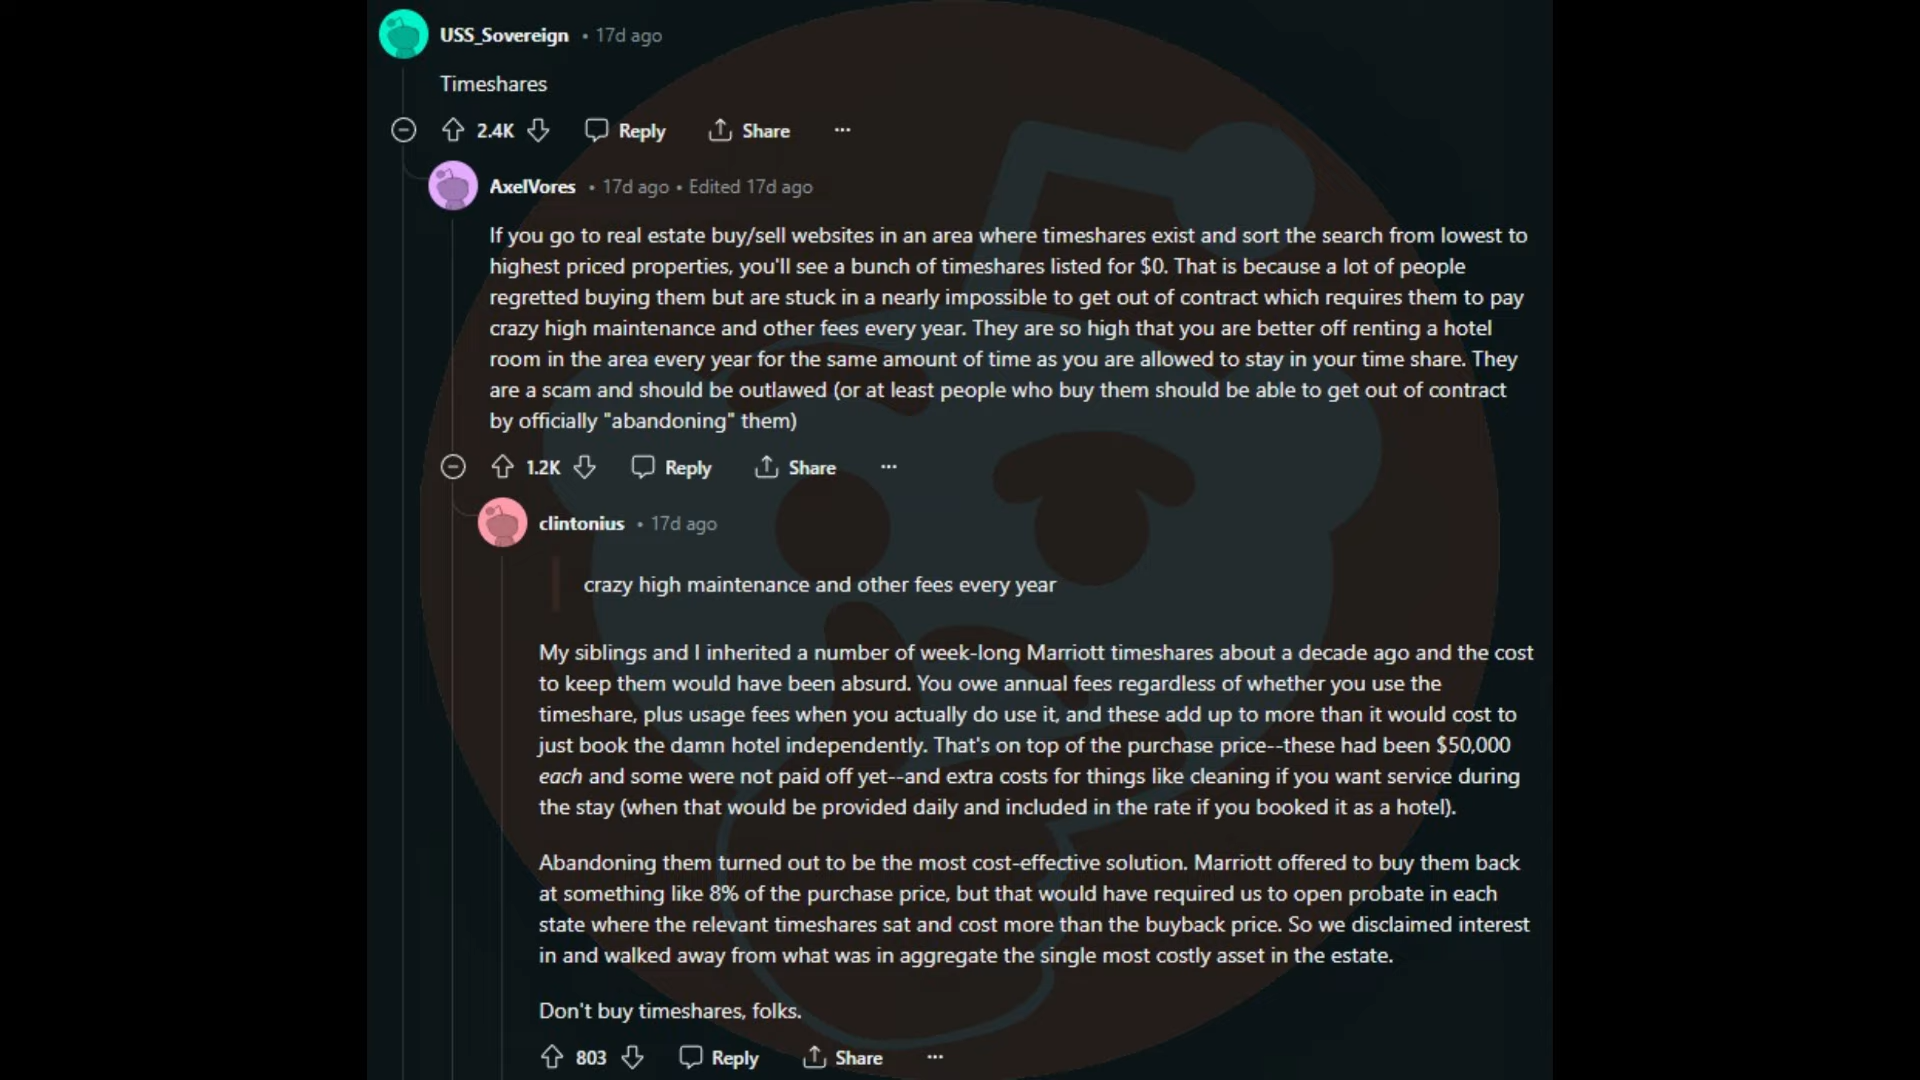 USS_Sovereign • 17d ago
Timeshares
2.4K Reply Share ...
AxelVores • 17d ago • Edited 17d ago
If you go to real estate buy/sell websites in an area where timeshares exist and sort the search from lowest to
highest priced properties, you'll see a bunch of timeshares listed for $0. That is because a lot of people
regretted buying them but are stuck in a nearly impossible to get out of contract which requires them to pay
crazy high maintenance and other fees every year. They are so high that you are better off renting a hotel
room in the area every year for the same amount of time as you are allowed to stay in your time share. They
are a scam and should be outlawed (or at least people who buy them should be able to get out of contract
by officially "abandoning" them)
1.2K Reply Share ...
clintonius • 17d ago
crazy high maintenance and other fees every year
My siblings and I inherited a number of week-long Marriott timeshares about a decade ago and the cost
to keep them would have been absurd. You owe annual fees regardless of whether you use the
timeshare, plus usage fees when you actually do use it, and these add up to more than it would cost to
just book the damn hotel independently. That's on top of the purchase price--these had been $50,000
each and some were not paid off yet--and extra costs for things like cleaning if you want service during
the stay (when that would be provided daily and included in the rate if you booked it as a hotel).
Abandoning them turned out to be the most cost-effective solution. Marriott offered to buy them back
at something like 8% of the purchase price, but that would have required us to open probate in each
state where the relevant timeshares sat and cost more than the buyback price. So we disclaimed interest
in and walked away from what was in aggregate the single most costly asset in the estate.
Don't buy timeshares, folks.
803 Reply Share ...